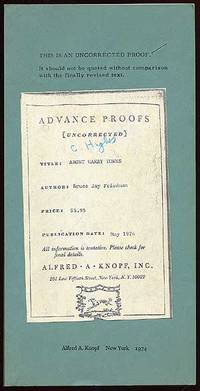 THIS IS AN UNCORRECTED PROOF.
It should not be quoted without comparison
with the finally revised text.
ADVANCE PROOFS
[UNCORRECTED]
C. Hughes
TITLE: ABOUT HARRY TOWNS
AUTHOR: Bruce Jay Friedman
PRICE: $5.95
PUBLICATION DATE: May 1974
All information is tentative. Please check for
final details.
ALFRED · A · KNOPF, INC.
201 East Fiftieth Street, New York, N.Y. 10022
Alfred A. Knopf New York 1974